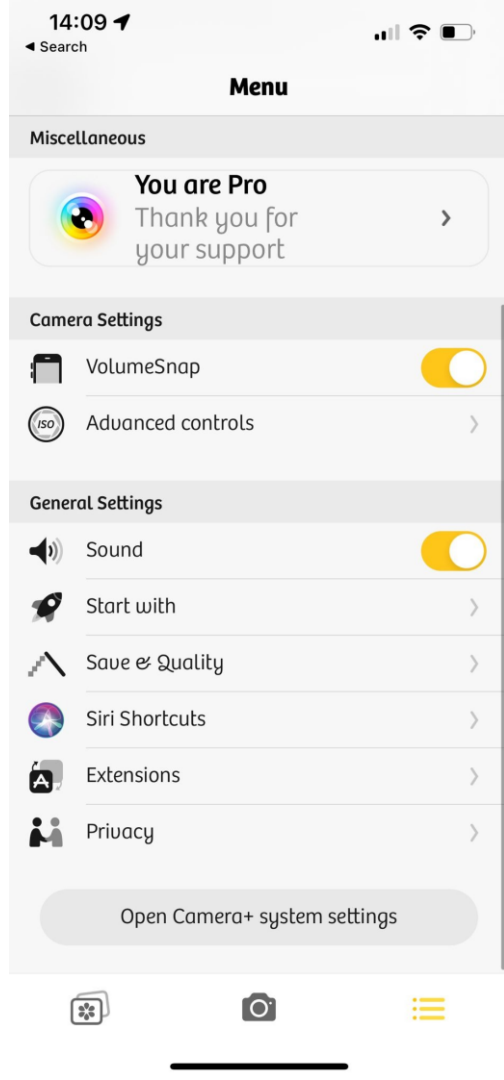 14:09
◀ Search
Menu
Miscellaneous
You are Pro
Thank you for
your support
Camera Settings
VolumeSnap
ISO
Advanced controls
General Settings
Sound
Start with
Save & Quality
Siri Shortcuts
A
Extensions
Privacy
Open Camera+ system settings